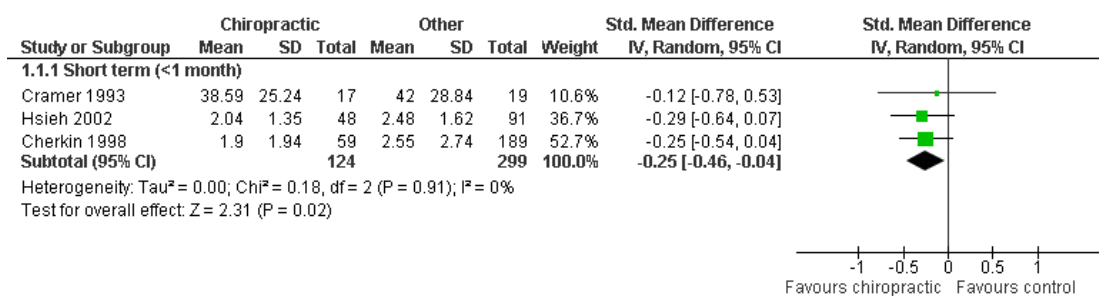 Chiropractic Other Std. Mean Difference Std. Mean Difference
Study or Subgroup Mean SD Total Mean SD Total Weight IV, Random, 95% CI IV, Random, 95% CI
1.1.1 Short term (<1 month)
Cramer 1993 38.59 25.24 17 42 28.84 19 10.6% -0.12 [-0.78, 0.53]
Hsieh 2002 2.04 1.35 48 2.48 1.62 91 36.7% -0.29 [-0.64, 0.07]
Cherkin 1998 1.9 1.94 59 2.55 2.74 189 52.7% -0.25 [-0.54, 0.04]
Subtotal (95% CI) 124 299 100.0% -0.25 [-0.46, -0.04]
Heterogeneity: Tau² = 0.00; Chi² = 0.18, df = 2 (P = 0.91); I² = 0%
Test for overall effect: Z = 2.31 (P = 0.02)
-1 -0.5 0 0.5 1
Favours chiropractic Favours control